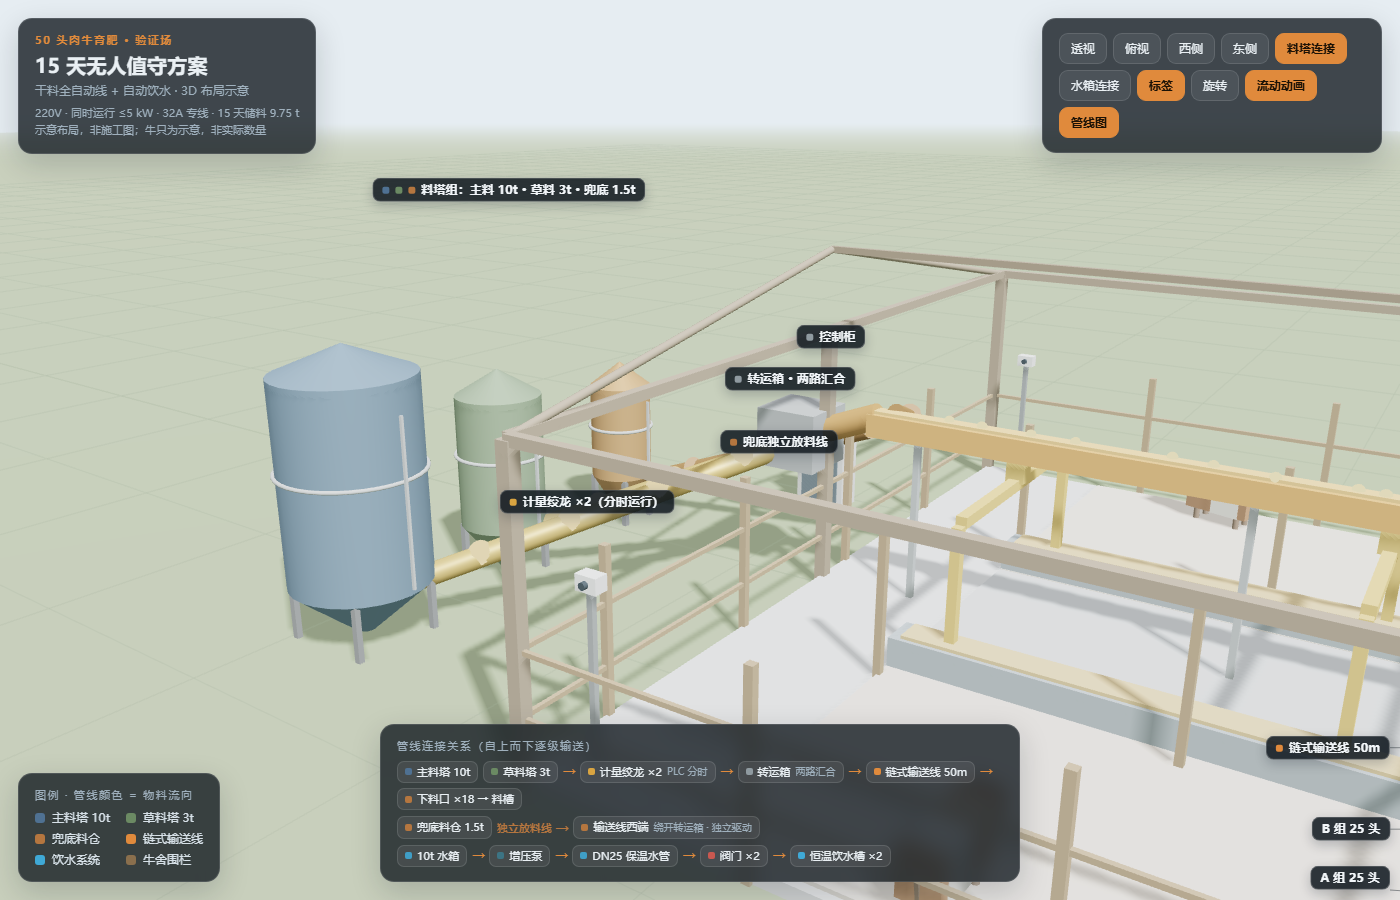 50 头肉牛育肥 • 验证场
15 天无人值守方案
干料全自动线 + 自动饮水 · 3D 布局示意
220V · 同时运行 ≤5 kW · 32A 专线 · 15 天储料 9.75 t
示意布局，非施工图；牛只为示意，非实际数量
透视 俯视 西侧 东侧 料塔连接
水箱连接 标签 旋转 流动动画
管线图
料塔组：主料 10t • 草料 3t • 兜底 1.5t
控制柜
转运箱 • 两路汇合
兜底独立放料线
计量绞龙 ×2（分时运行）
链式输送线 50m
B 组 25 头
A 组 25 头
管线连接关系（自上而下逐级输送）
主料塔 10t 草料塔 3t → 计量绞龙 ×2 PLC 分时 → 转运箱 两路汇合 → 链式输送线 50m →
下料口 ×18 → 料槽
兜底料仓 1.5t 独立放料线 → 输送线西端 绕开转运箱 · 独立驱动
10t 水箱 → 增压泵 → DN25 保温水管 → 阀门 ×2 → 恒温饮水槽 ×2
图例 · 管线颜色 = 物料流向
主料塔 10t 草料塔 3t
兜底料仓 链式输送线
饮水系统 牛舍围栏